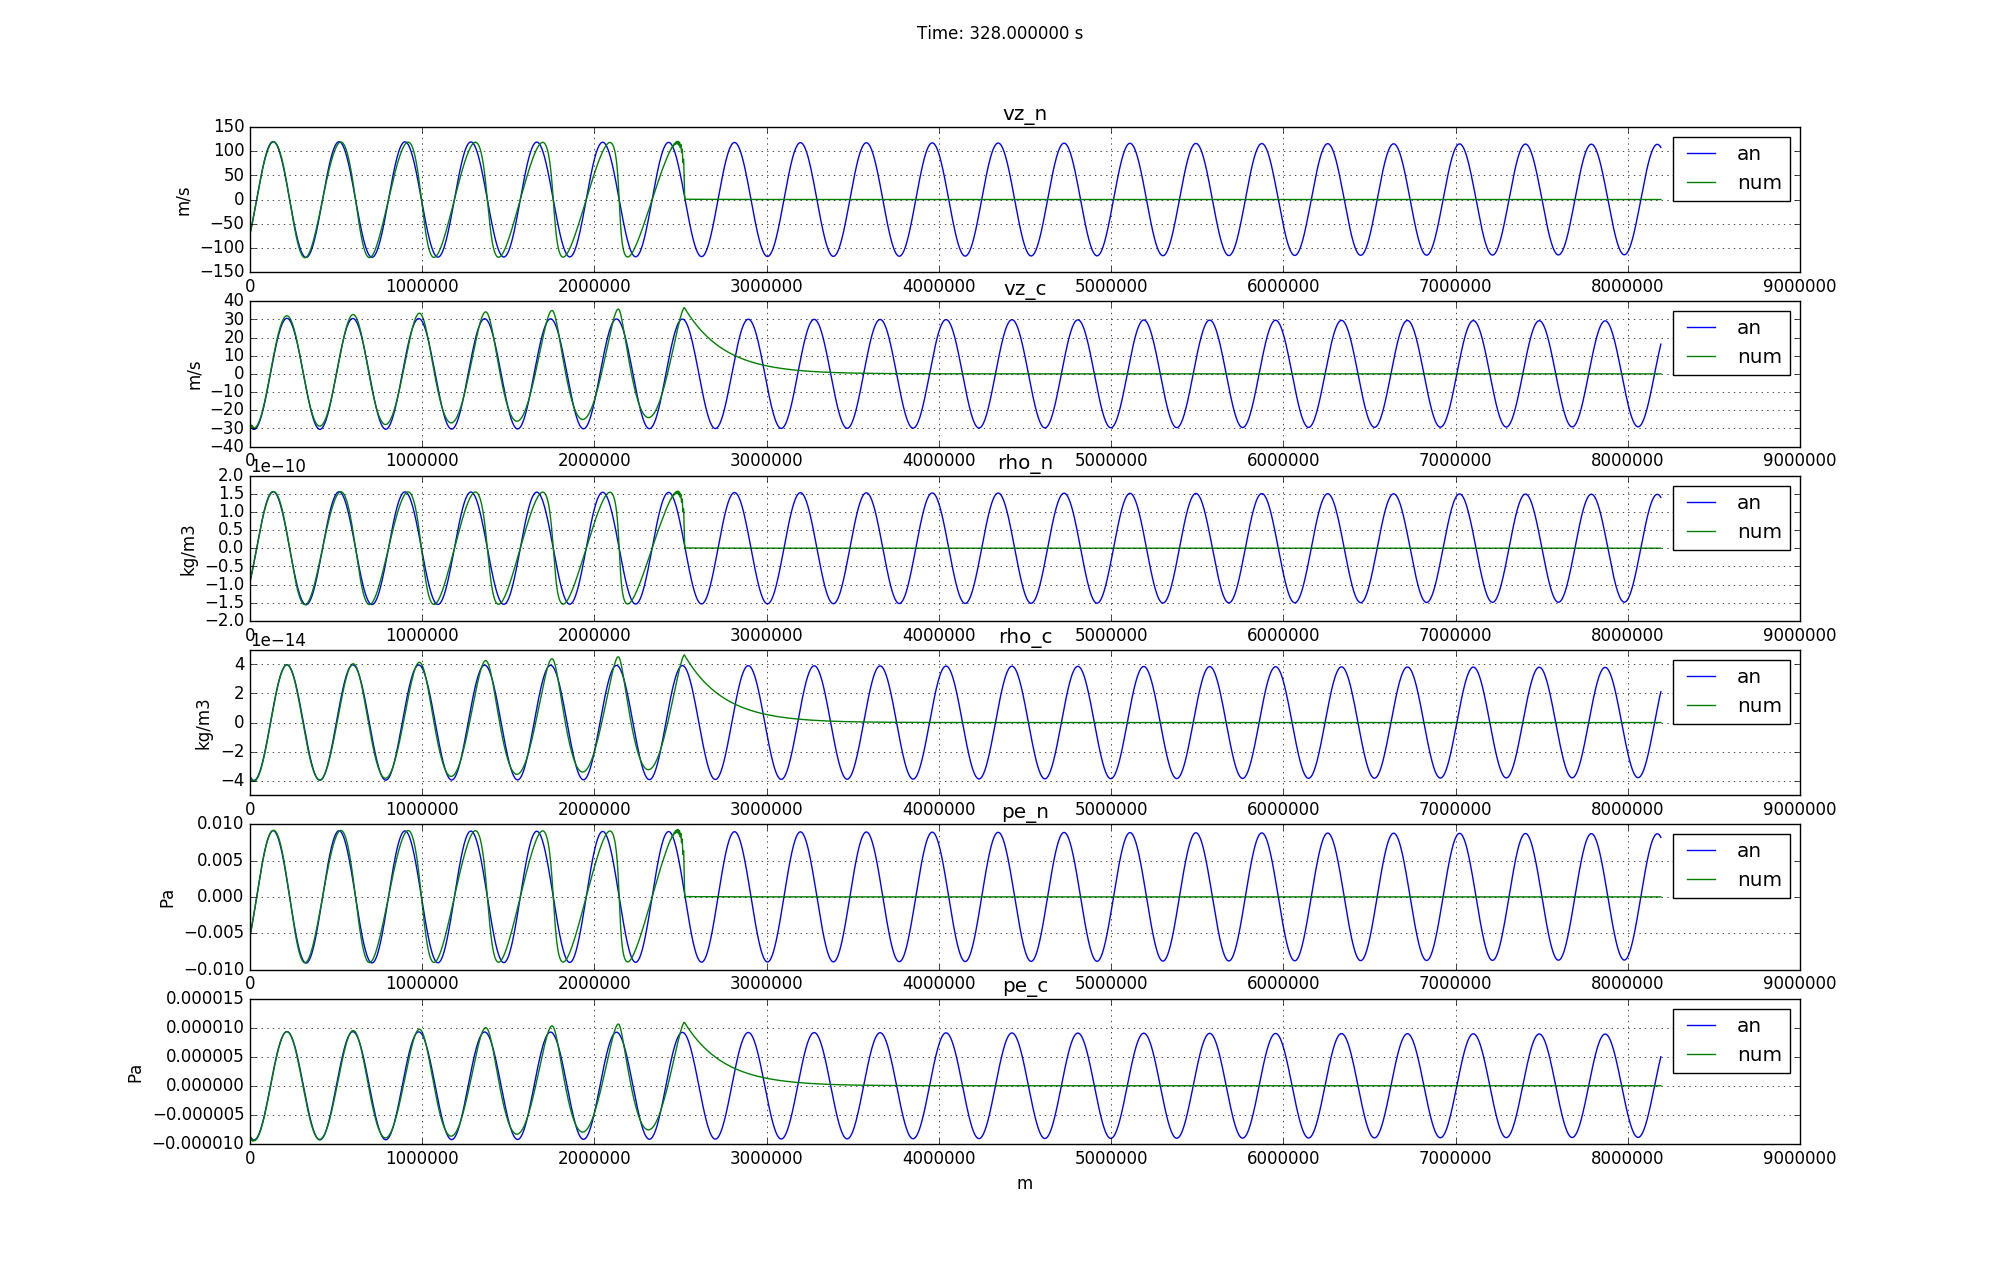 Time: 328.000000 s
vz_n
150
100
50
0
−50
−100
−150
m/s
an
num
0 1000000 2000000 3000000 4000000 5000000 6000000 7000000 8000000 9000000
vz_c
40
30
20
10
0
−10
−20
−30
−40
m/s
an
num
0 1000000 2000000 3000000 4000000 5000000 6000000 7000000 8000000 9000000
1e−10
rho_n
2.0
1.5
1.0
0.5
0.0
−0.5
−1.0
−1.5
−2.0
kg/m3
an
num
0 1000000 2000000 3000000 4000000 5000000 6000000 7000000 8000000 9000000
1e−14
rho_c
4
2
0
−2
−4
kg/m3
an
num
0 1000000 2000000 3000000 4000000 5000000 6000000 7000000 8000000 9000000
pe_n
0.010
0.005
0.000
−0.005
−0.010
Pa
an
num
0 1000000 2000000 3000000 4000000 5000000 6000000 7000000 8000000 9000000
pe_c
0.000015
0.000010
0.000005
0.000000
−0.000005
−0.000010
Pa
an
num
0 1000000 2000000 3000000 4000000 5000000 6000000 7000000 8000000 9000000
m